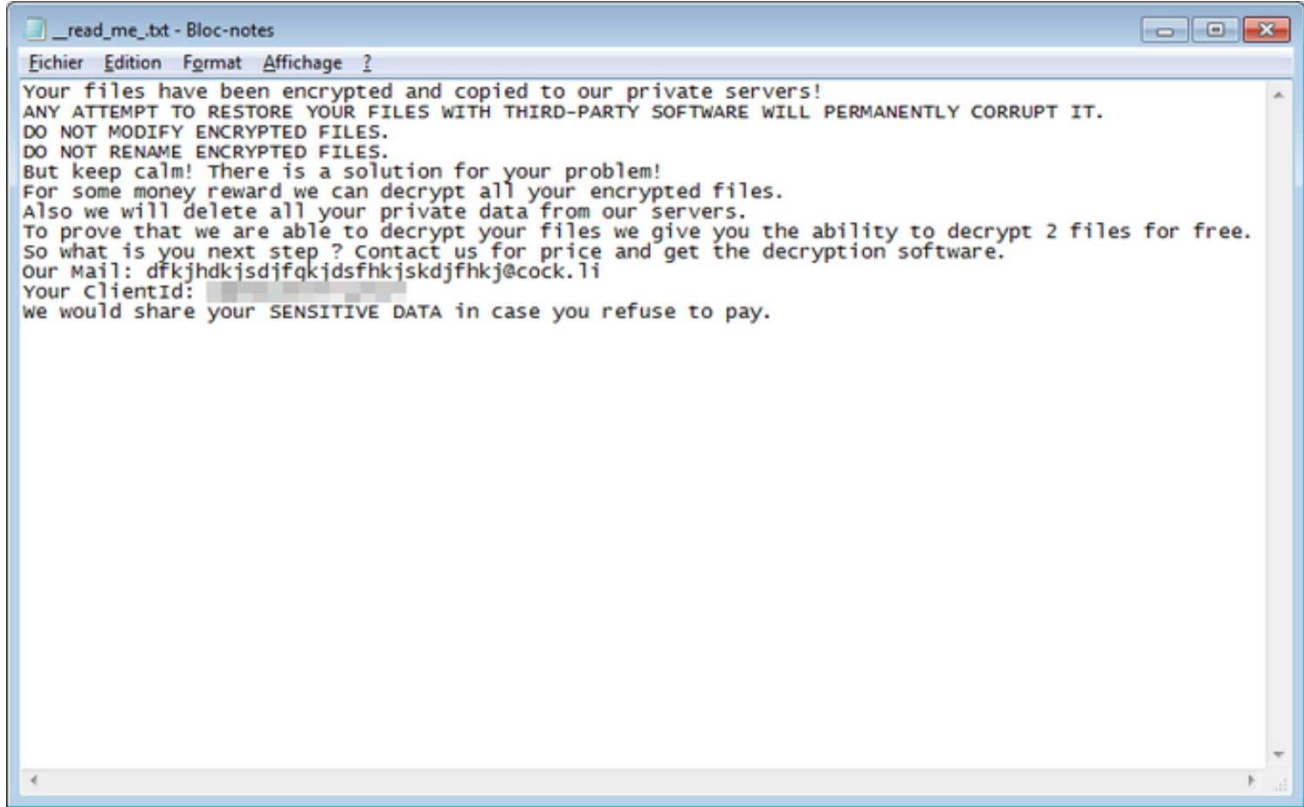 __read_me_.txt - Bloc-notes
Fichier Edition Format Affichage ?
Your files have been encrypted and copied to our private servers!
ANY ATTEMPT TO RESTORE YOUR FILES WITH THIRD-PARTY SOFTWARE WILL PERMANENTLY CORRUPT IT.
DO NOT MODIFY ENCRYPTED FILES.
DO NOT RENAME ENCRYPTED FILES.
But keep calm! There is a solution for your problem!
For some money reward we can decrypt all your encrypted files.
Also we will delete all your private data from our servers.
To prove that we are able to decrypt your files we give you the ability to decrypt 2 files for free.
So what is you next step ? Contact us for price and get the decryption software.
Our Mail: dfkjhdkjsdjfqkjdsfhkjskdjfhkj@cock.li
Your ClientId:
We would share your SENSITIVE DATA in case you refuse to pay.